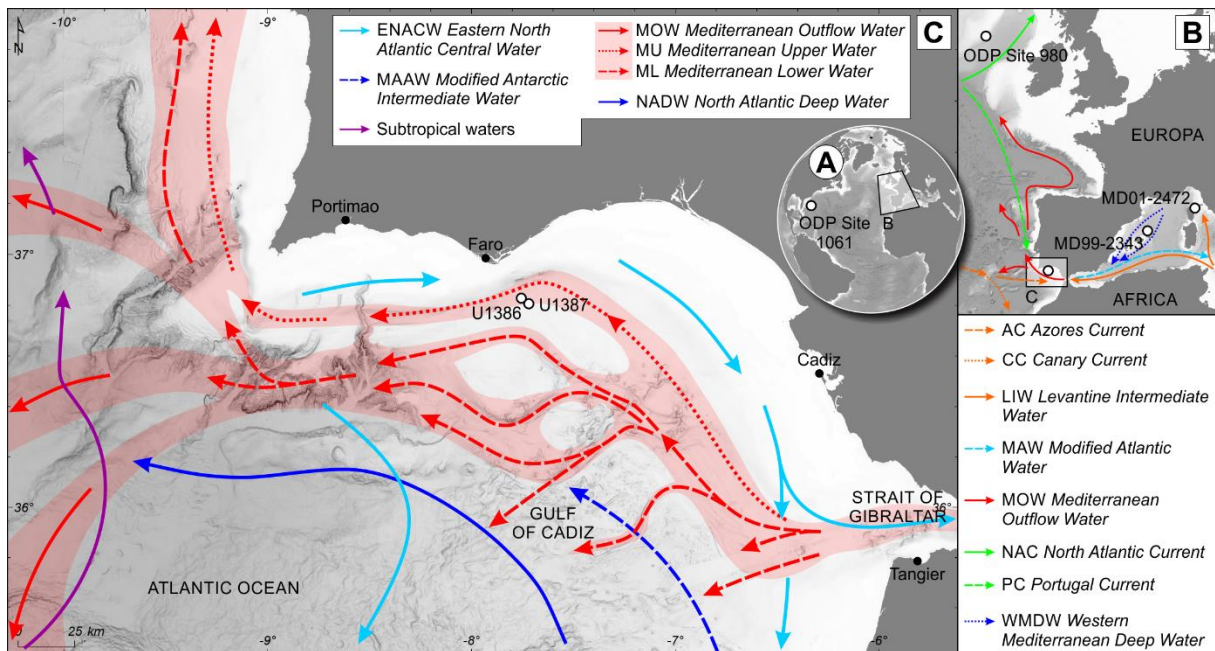 -10°
-9°
-8°
-7°
-6°
N
ENACW Eastern North
Atlantic Central Water
MAAW Modified Antarctic
Intermediate Water
Subtropical waters
MOW Mediterranean Outflow Water
MU Mediterranean Upper Water
ML Mediterranean Lower Water
NADW North Atlantic Deep Water
C
A
ODP Site
1061
B
Portimao
37°
Faro
U1386
U1387
Cadiz
STRAIT OF
GIBRALTAR
36°
36°
GULF
OF CADIZ
Tangier
ATLANTIC OCEAN
0 25 km
-9°
-8°
-7°
-6°
B
ODP Site 980
EUROPA
MD01-2472
MD99-2343
C
AFRICA
AC Azores Current
CC Canary Current
LIW Levantine Intermediate
Water
MAW Modified Atlantic
Water
MOW Mediterranean
Outflow Water
NAC North Atlantic Current
PC Portugal Current
WMDW Western
Mediterranean Deep Water